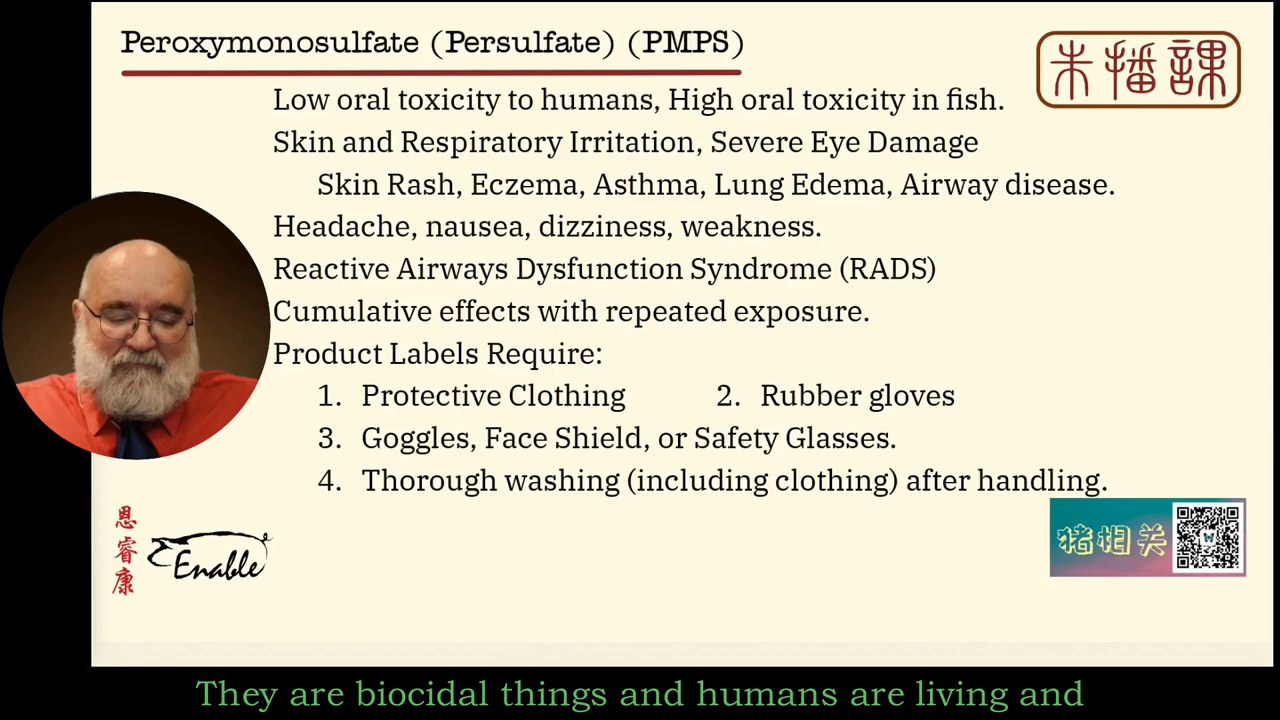 Peroxymonosulfate (Persulfate) (PMPS)
朱播課
Low oral toxicity to humans, High oral toxicity in fish.
Skin and Respiratory Irritation, Severe Eye Damage
Skin Rash, Eczema, Asthma, Lung Edema, Airway disease.
Headache, nausea, dizziness, weakness.
Reactive Airways Dysfunction Syndrome (RADS)
Cumulative effects with repeated exposure.
Product Labels Require:
1. Protective Clothing 2. Rubber gloves
3. Goggles, Face Shield, or Safety Glasses.
4. Thorough washing (including clothing) after handling.
恩睿康
Enable
猪相关
They are biocidal things and humans are living and